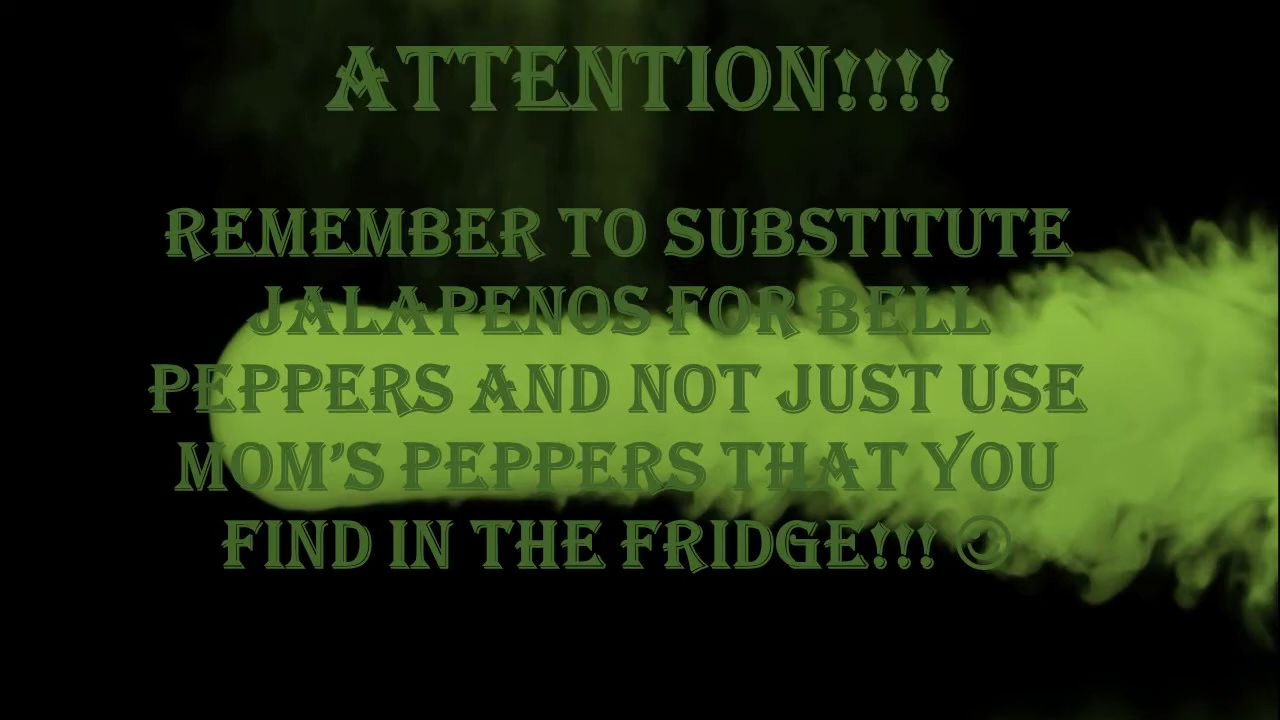 ATTENTION!!!!
REMEMBER TO SUBSTITUTE
JALAPENOS FOR BELL
PEPPERS AND NOT JUST USE
MOM’S PEPPERS THAT YOU
FIND IN THE FRIDGE!!! ☺